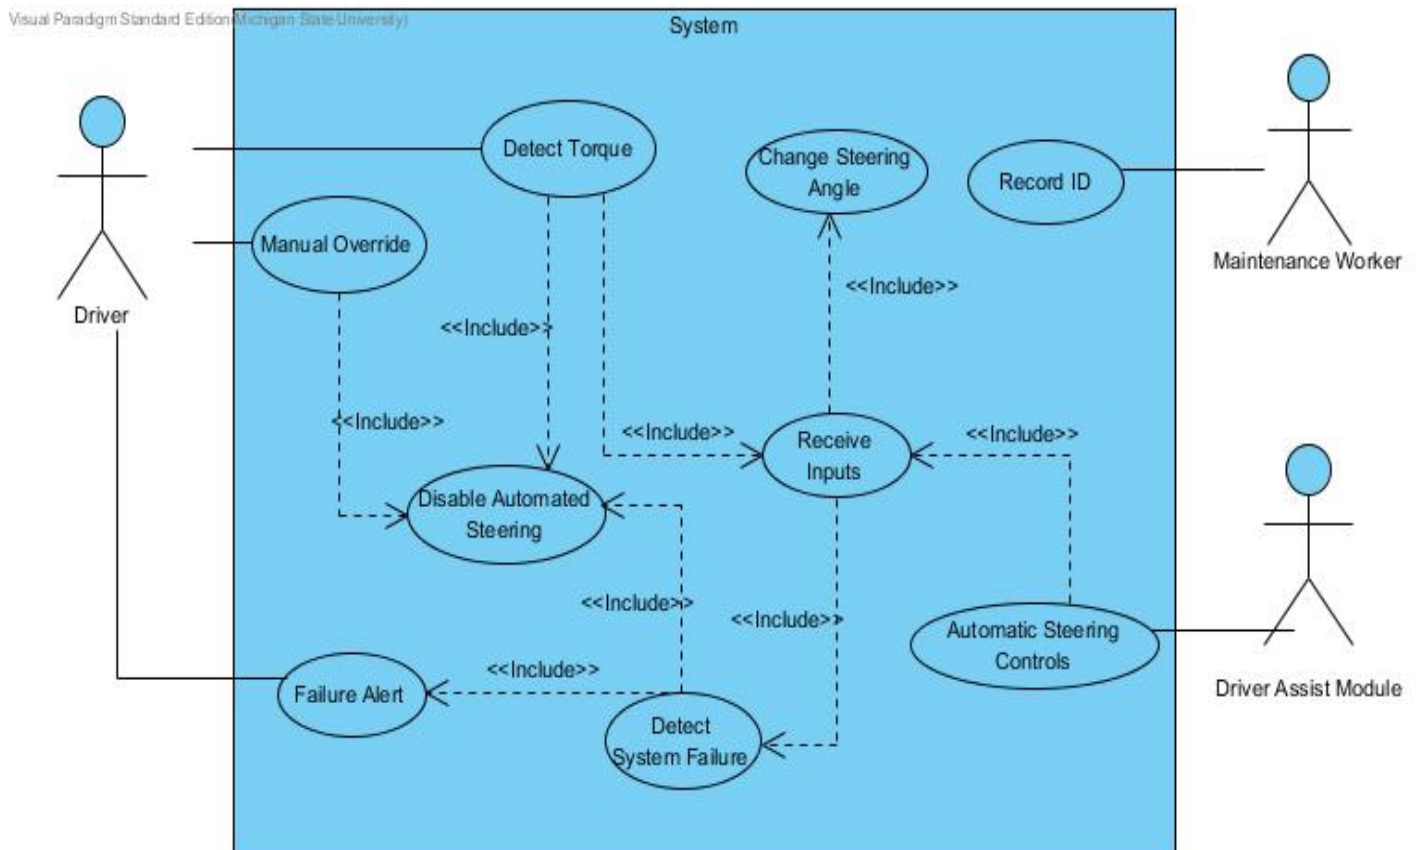 Visual Paradigm Standard Edition(Michigan State University)
System
Detect Torque
Change Steering
Angle
Record ID
Manual Override
Maintenance Worker
Driver
<<Include>>
<<Include>>
<<Include>>
<<Include>>
<<Include>>
Receive
Inputs
Disable Automated
Steering
<<Include>>
<<Include>>
Automatic Steering
Controls
<<Include>>
Failure Alert
Driver Assist Module
Detect
System Failure